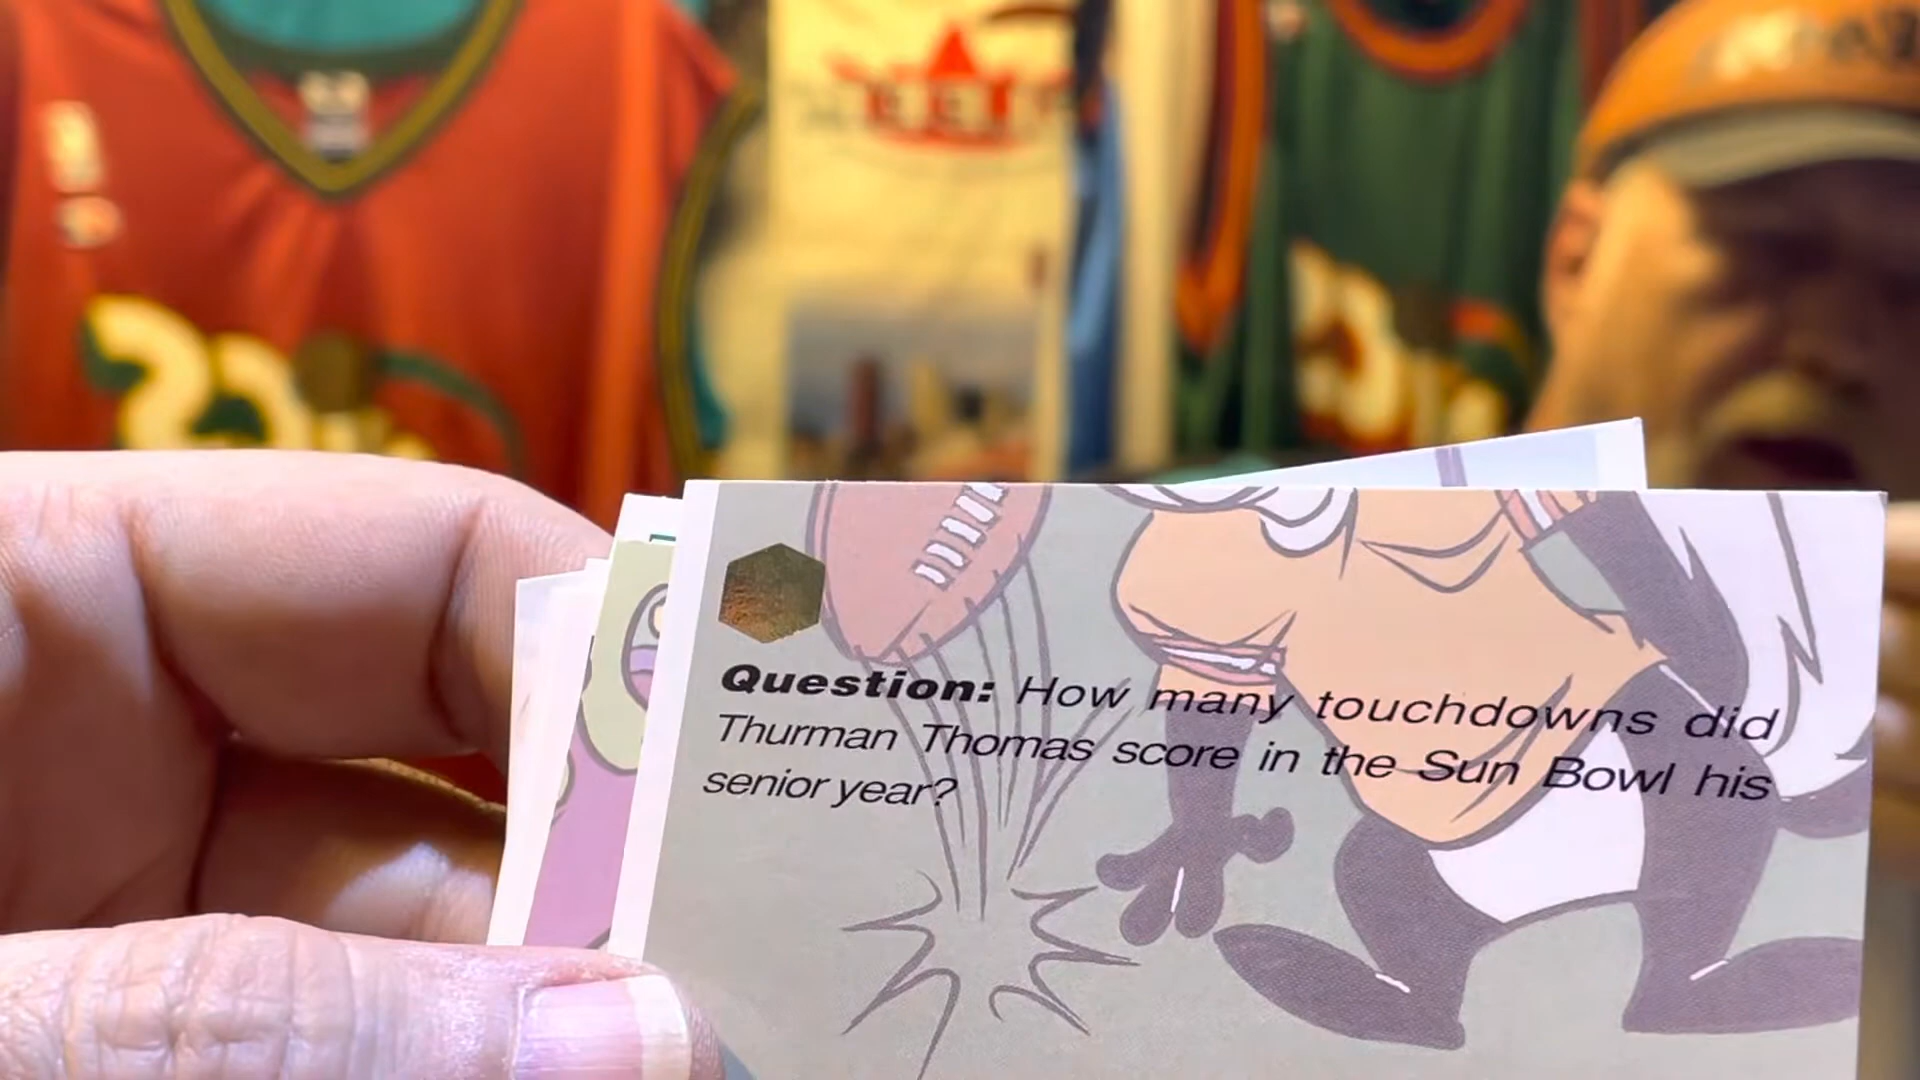 Question: How many touchdowns did
Thurman Thomas score in the Sun Bowl his
senior year?